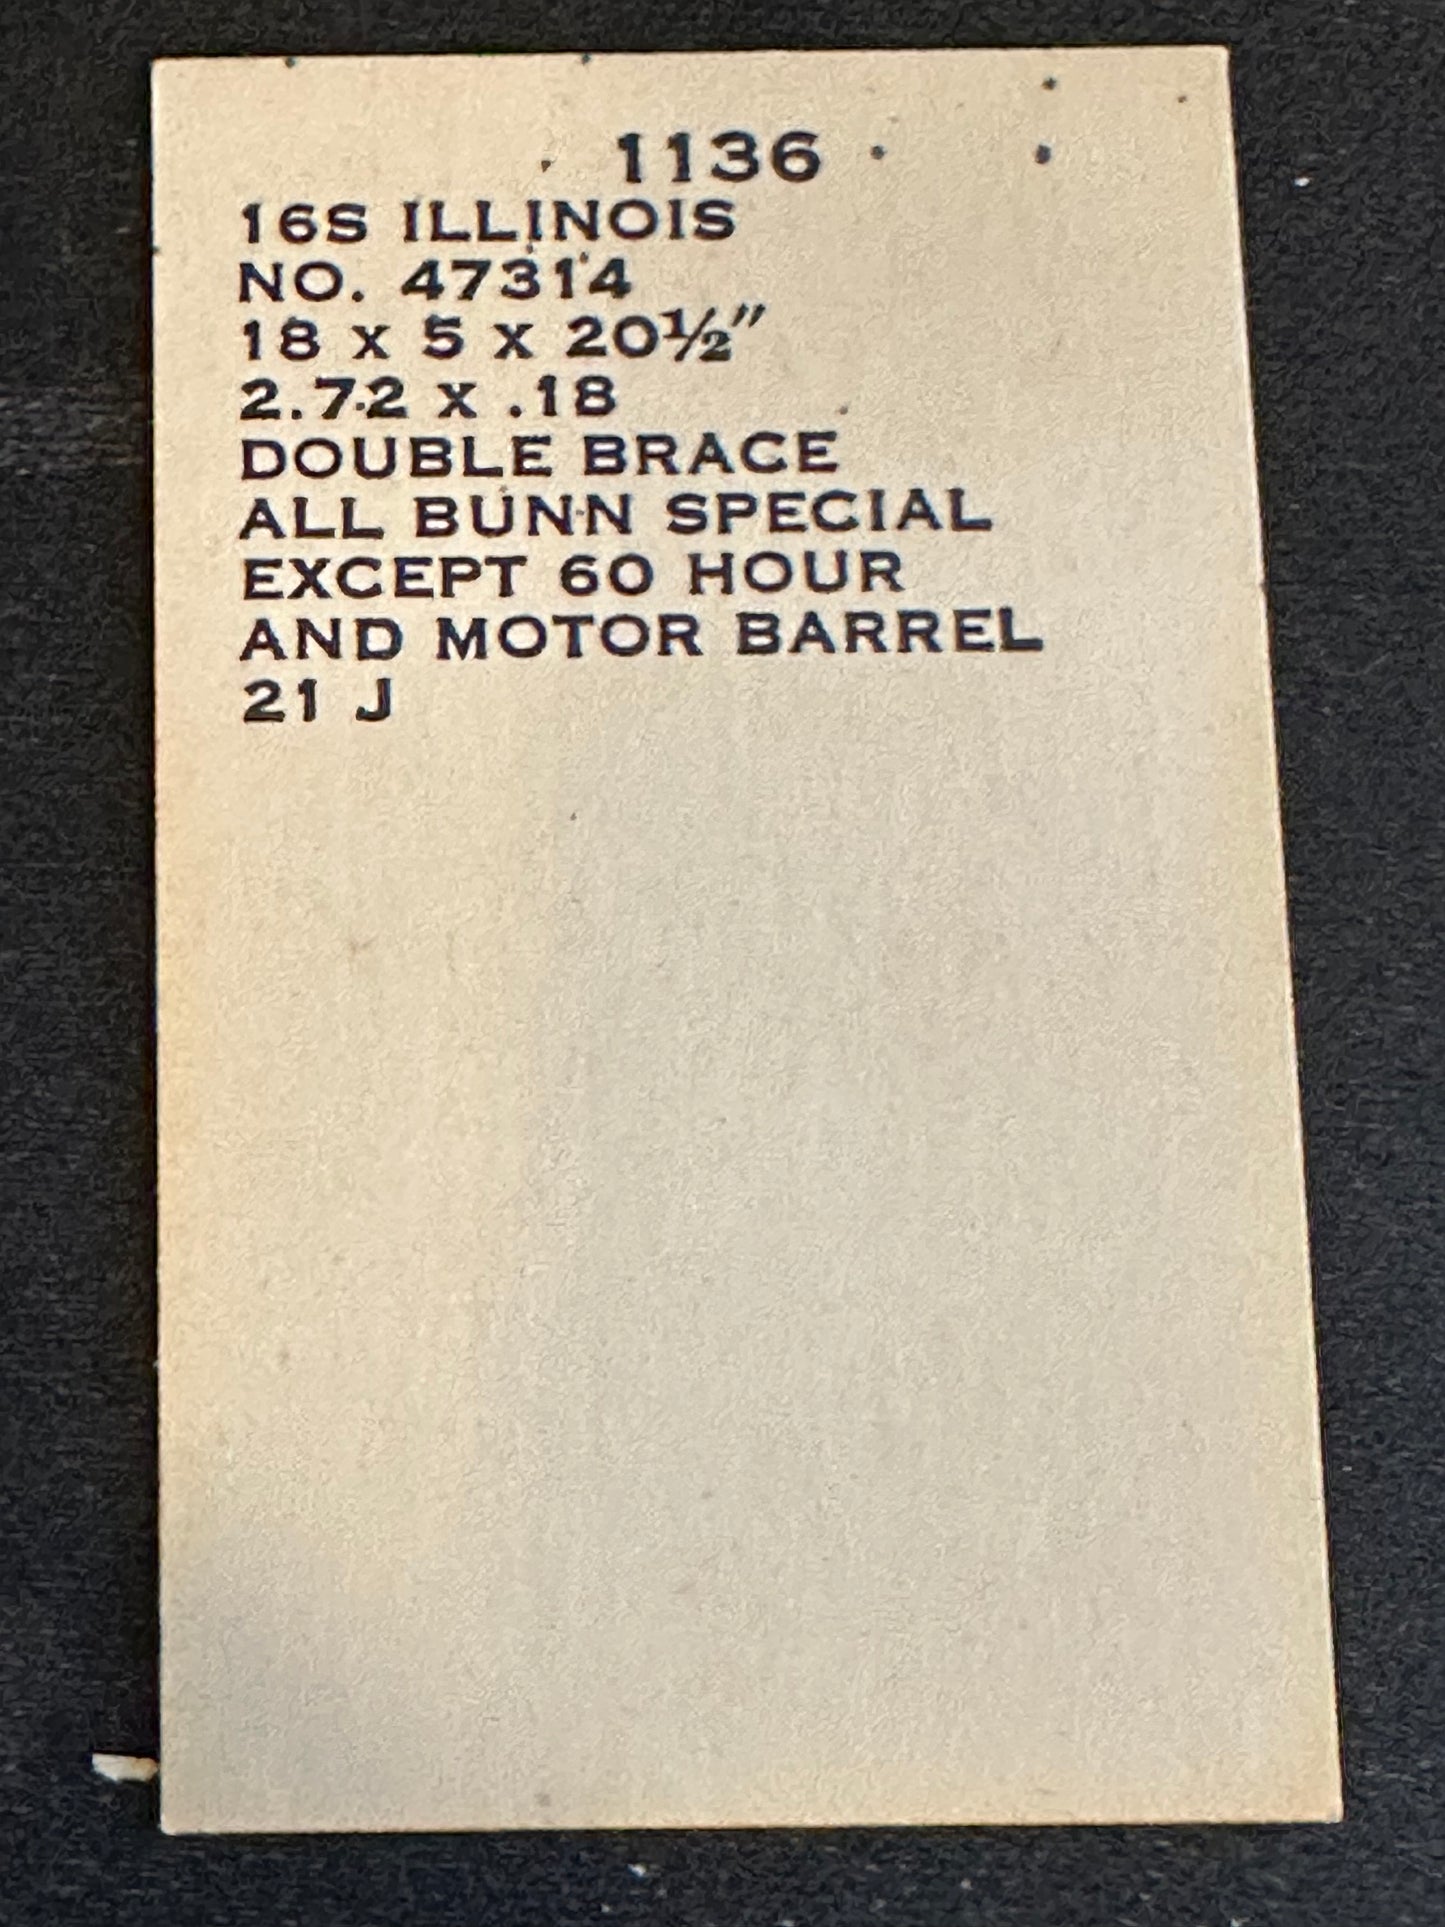 1136
16S ILLINOIS
NO. 47314
18 x 5 x 20½"
2.72 x .18
DOUBLE BRACE
ALL BUNN SPECIAL
EXCEPT 60 HOUR
AND MOTOR BARREL
21 J